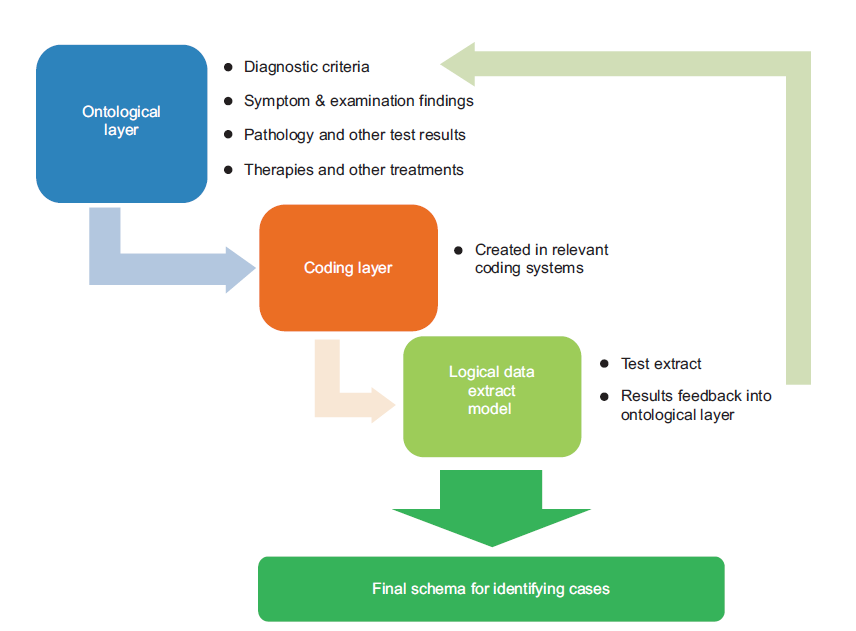 Ontological
layer
Diagnostic criteria
Symptom & examination findings
Pathology and other test results
Therapies and other treatments
Coding layer
Created in relevant
coding systems
Logical data
extract
model
Test extract
Results feedback into
ontological layer
Final schema for identifying cases